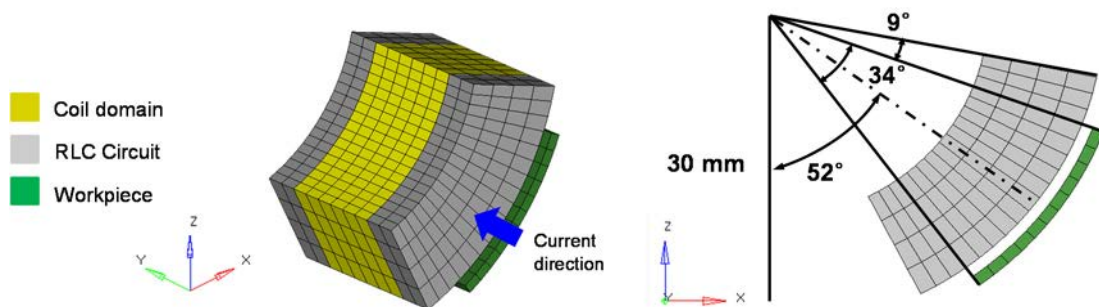 Coil domain
RLC Circuit
Workpiece
Z
Y
X
Current
direction
9°
34°
30 mm
52°
Z
Y
X